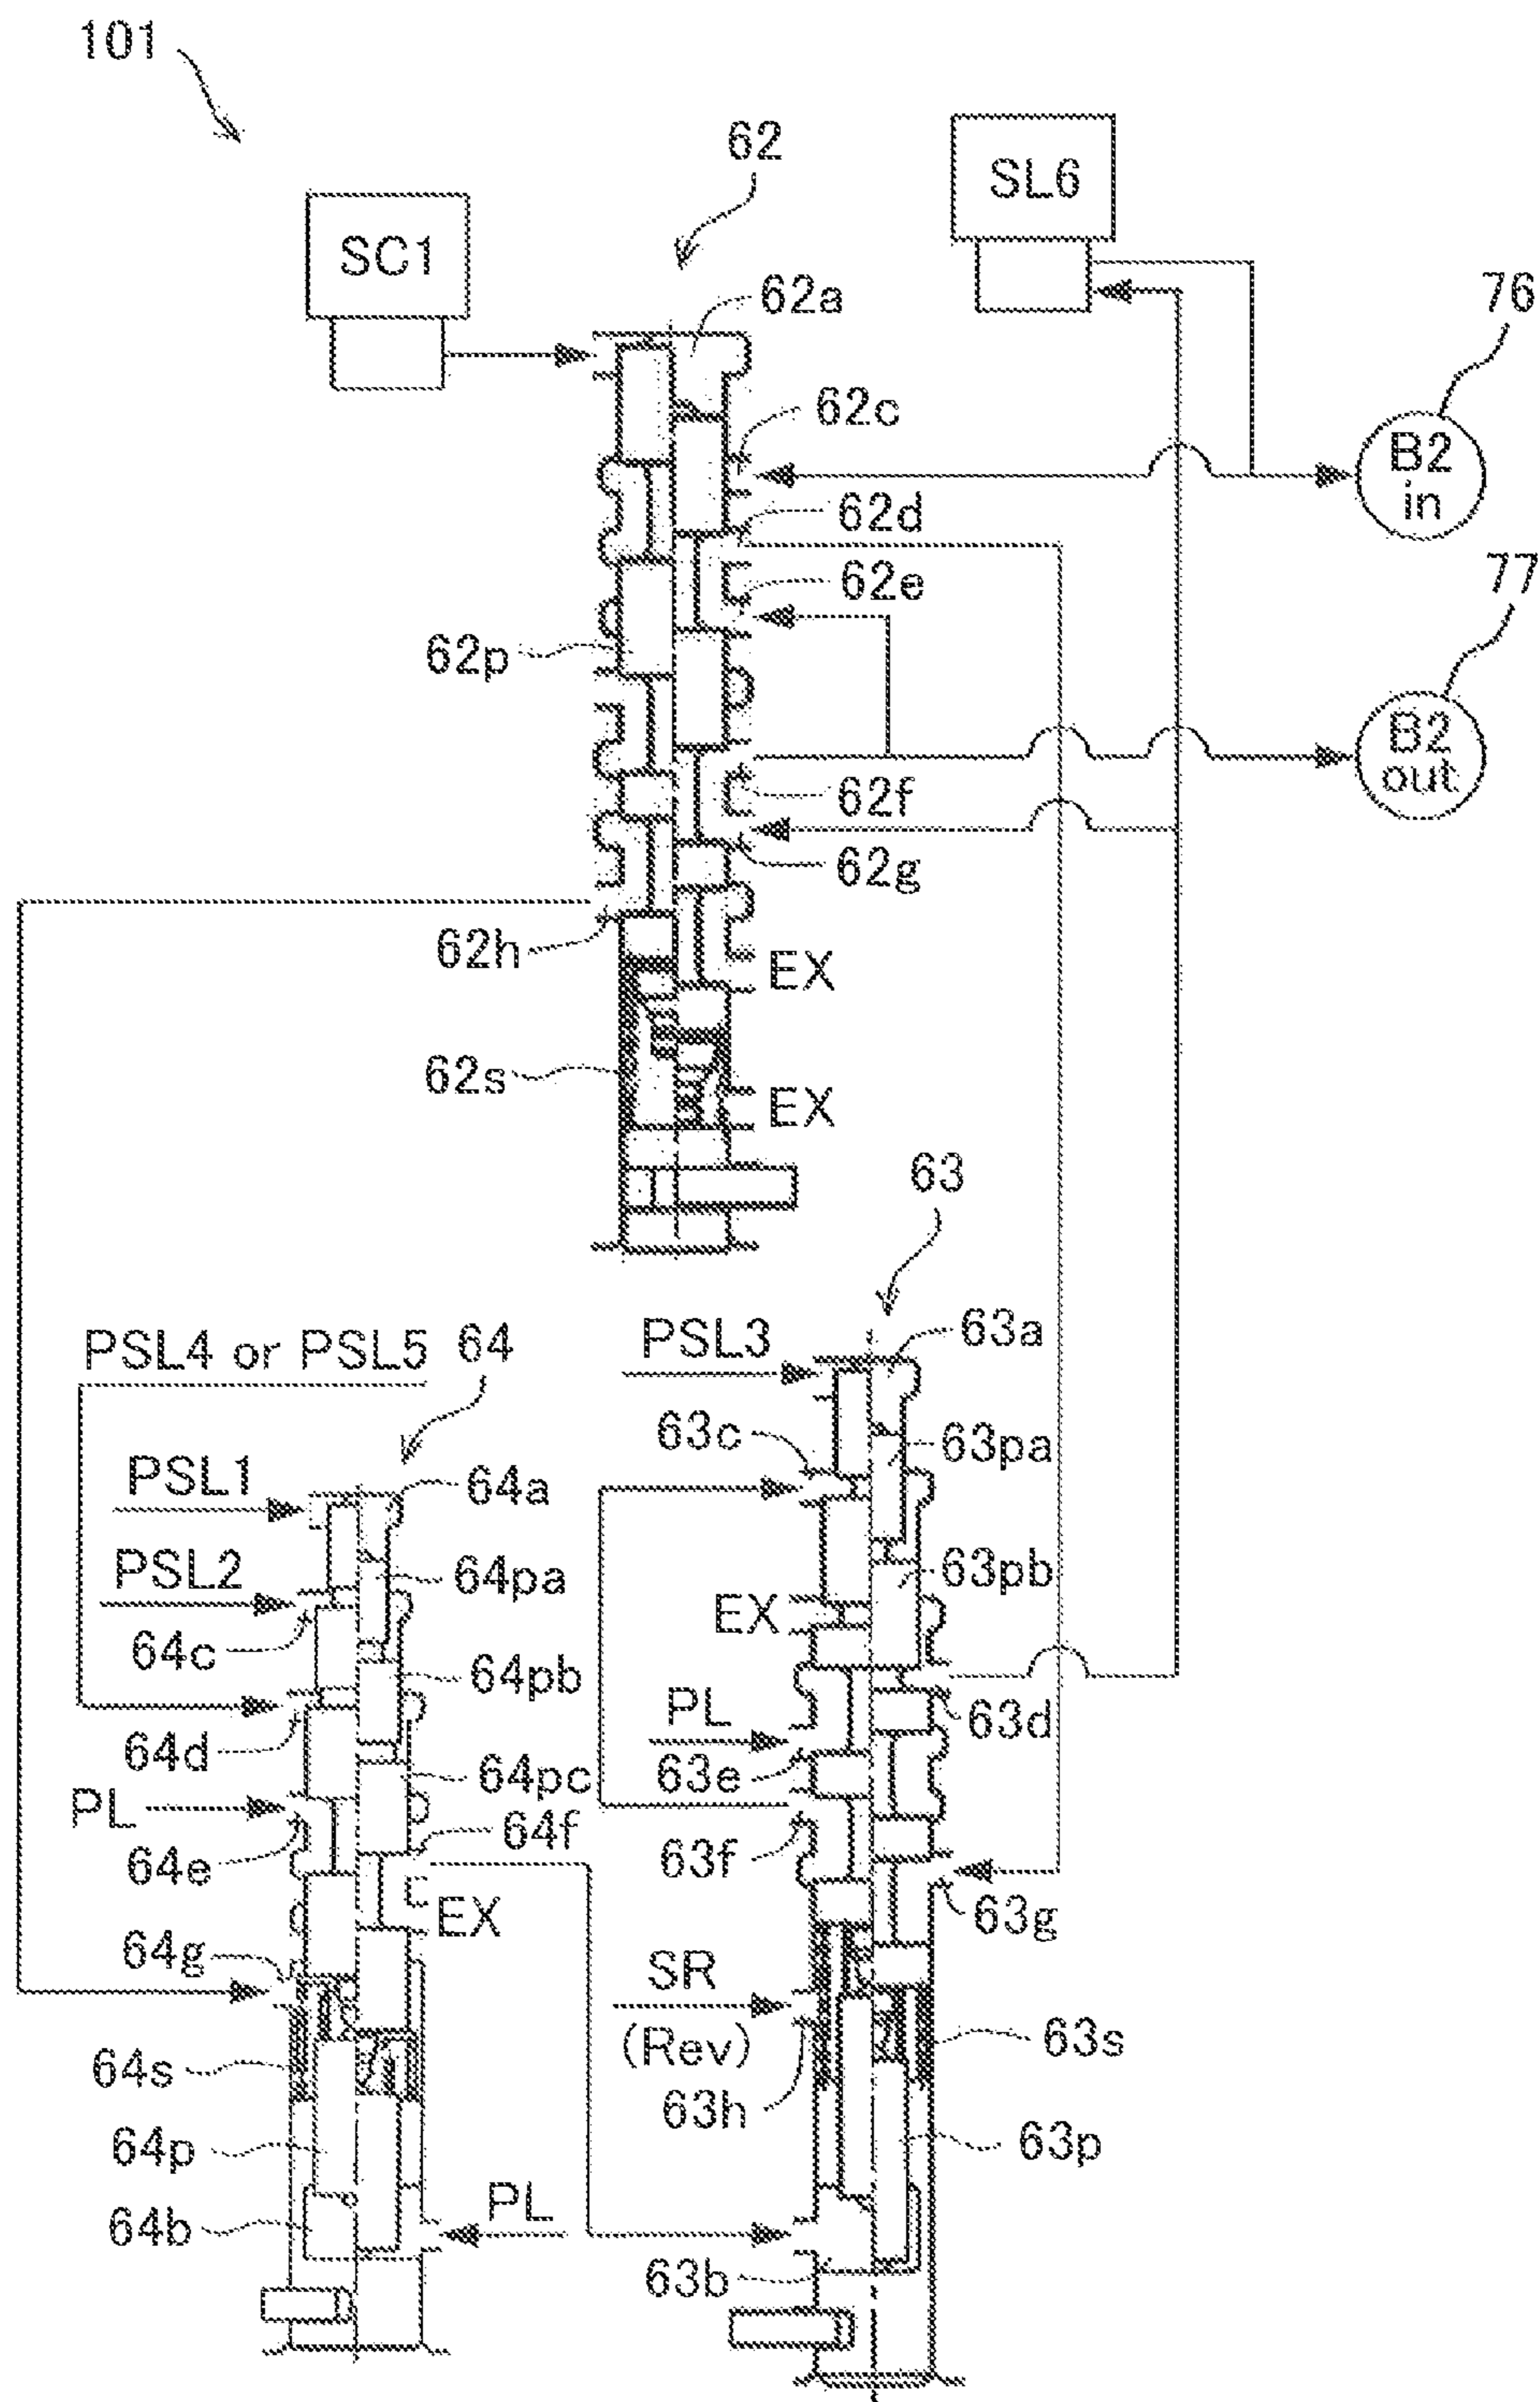 101
62
SL6
SC1
62a
76
62c
B2
in
62d
62e
77
62p
B2
out
62f
62g
62h
EX
62s
EX
63
PSL4 or PSL5
64
PSL3
63a
63c
63pa
PSL1
64a
PSL2
64pa
63pb
EX
64c
64pb
PL
63d
64d
64pc
63e
PL
64f
63f
64e
EX
63g
64g
SR
(Rev)
63s
64s
63h
64p
63p
PL
64b
63b